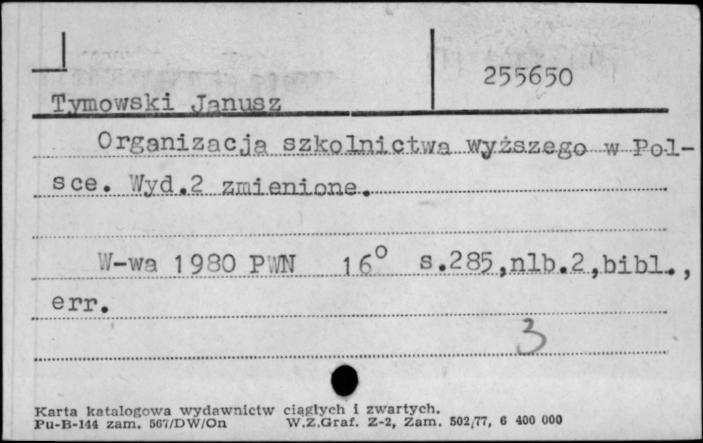 255650
Tymowski Janusz
Organizacja szkolnictwa wyższego w Pol-
sce. Wyd.2 zmienione.
W-wa 1980 PWN 16° s.285,nlb.2,bibl.,
err.
3
Karta katalogowa wydawnictw ciągłych i zwartych.
Pu-B-144 zam. 567/DW/On W.Z.Graf. Z-2, Zam. 502/77, 6 400 000